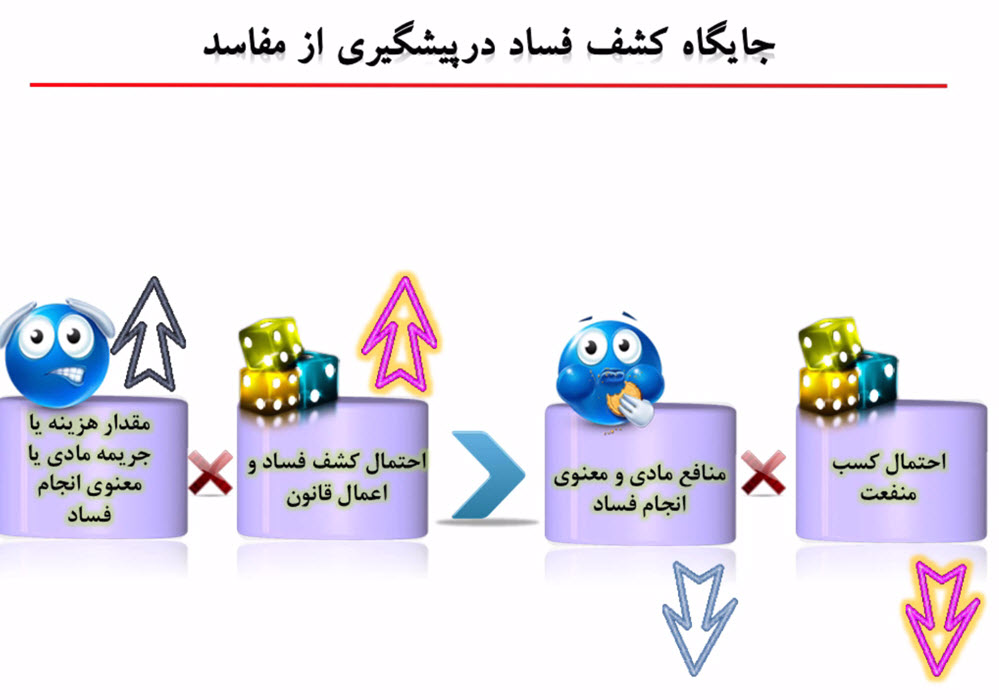 جایگاه کشف فساد درپیشگیری از مفاسد
احتمال کسب
منفعت
منافع مادی و معنوی
انجام فساد
احتمال کشف فساد و
اعمال قانون
مقدار هزینه یا
جریمه مادی یا
معنوی انجام
فساد